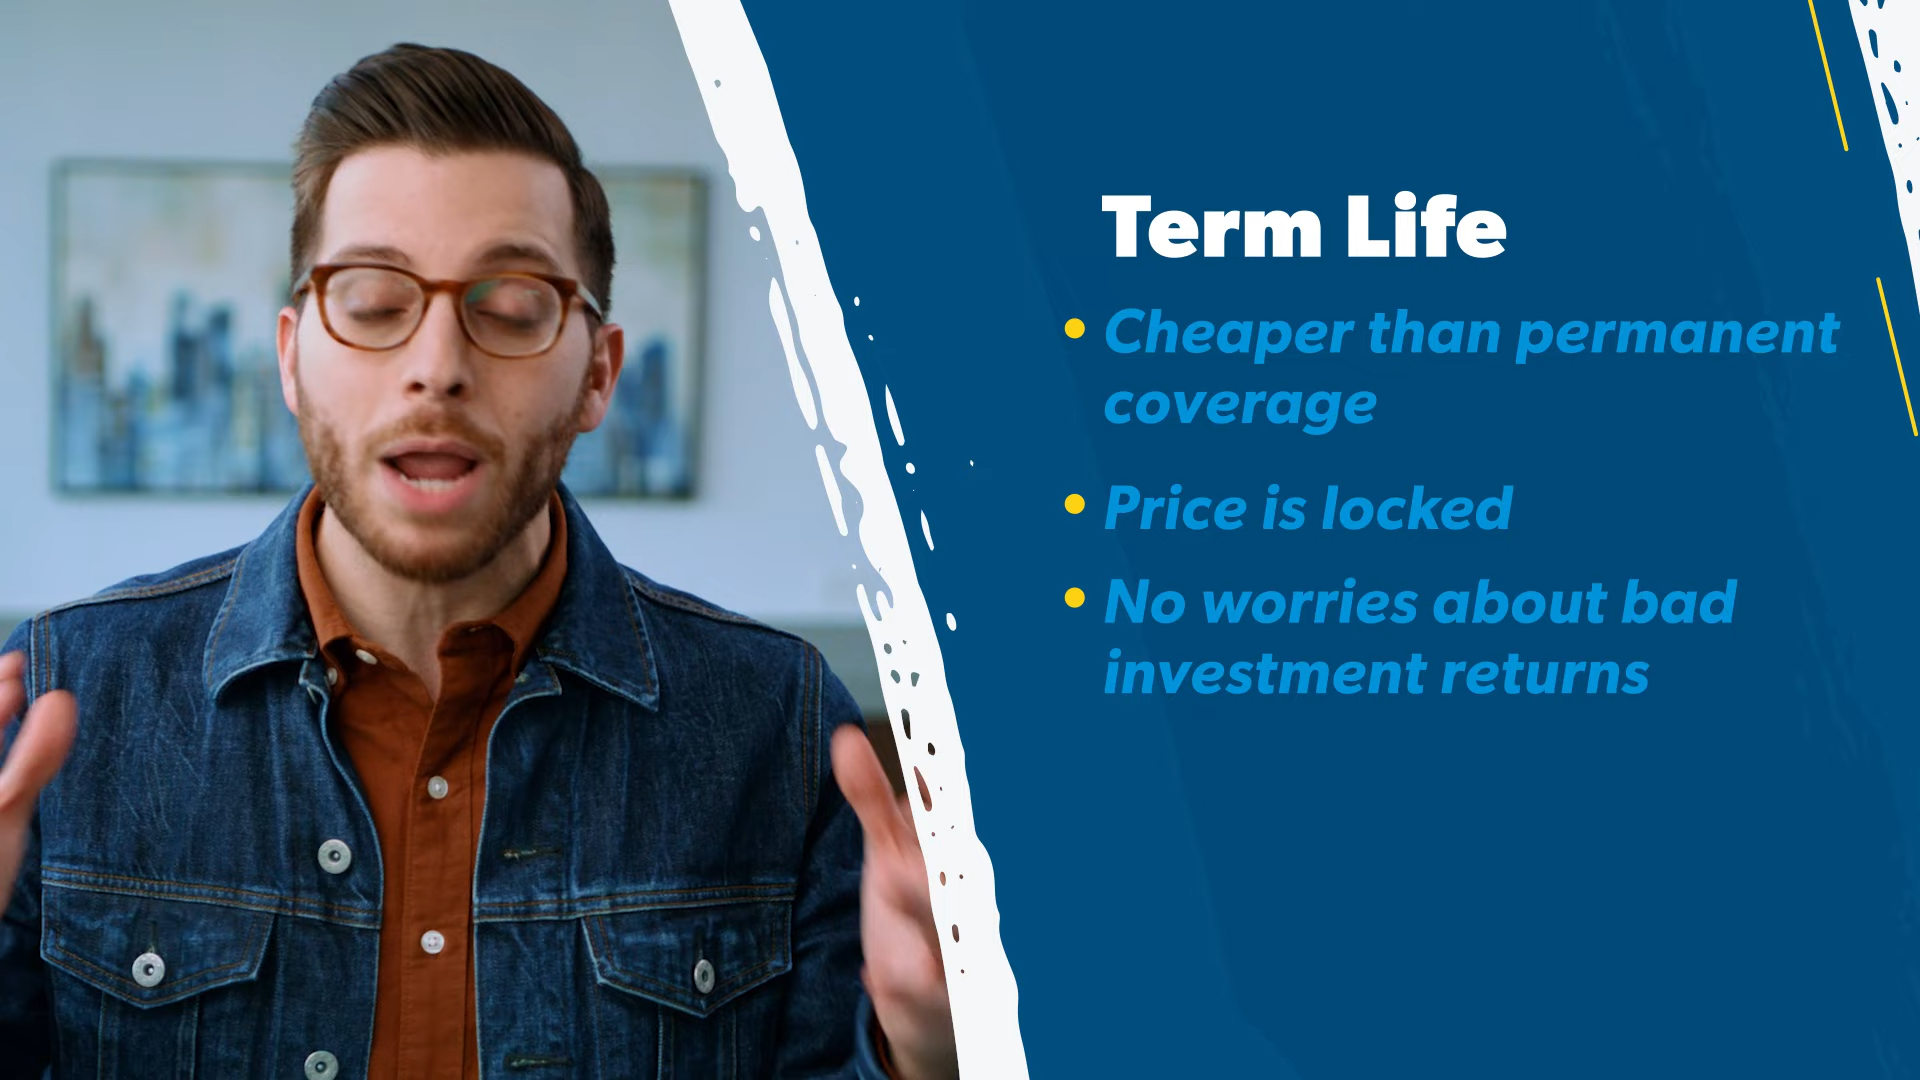 Term Life
Cheaper than permanent
coverage
Price is locked
No worries about bad
investment returns